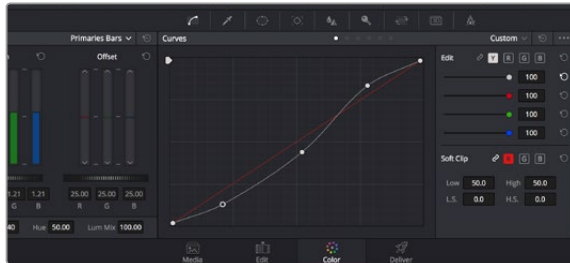 Primaries Bars
Curves
Custom
Offset
Edit Y R G B
100
100
100
100
Soft Clip R G B
1.21 1.21 25.00 25.00 25.00
G B R G B
Low 50.0 High 50.0
L.S. 0.0 H.S. 0.0
40 Hue 50.00 Lum Mix 100.00
Media Edit Color Deliver